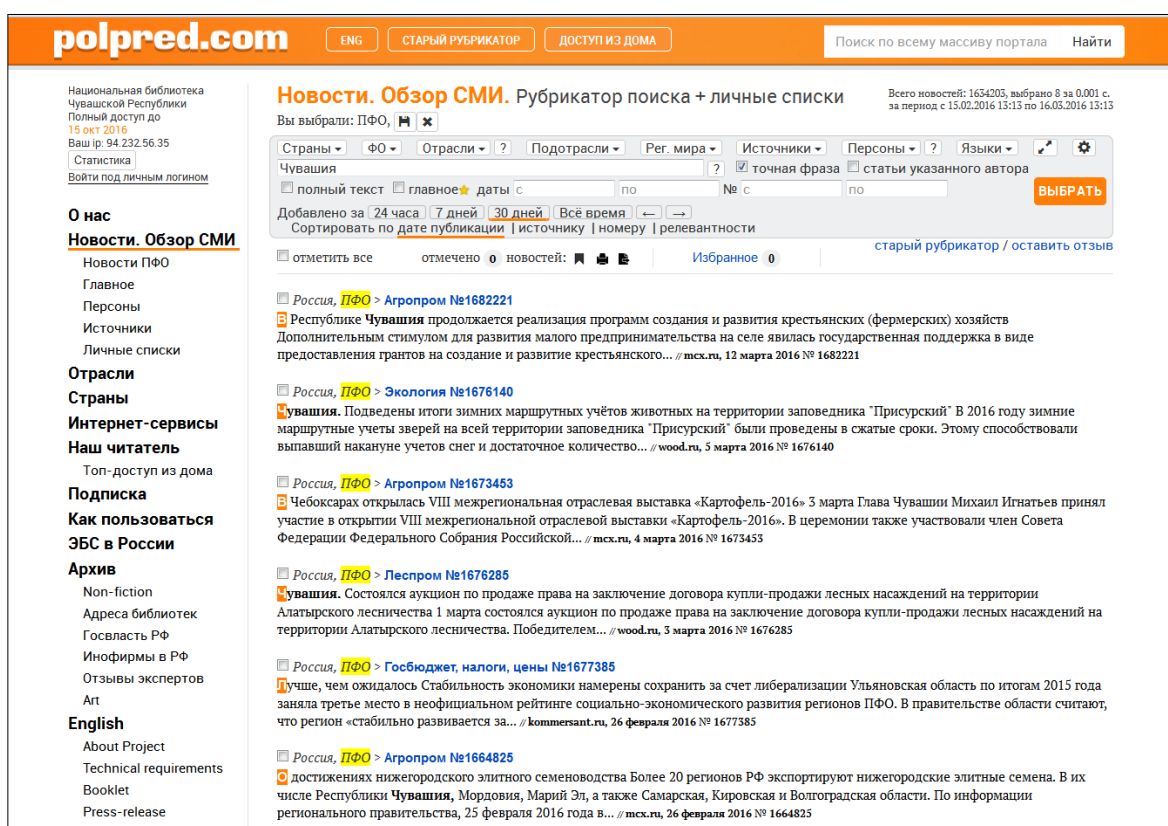 polpred.com ENG СТАРЫЙ РУБРИКАТОР ДОСТУП ИЗ ДОМА Поиск по всему массиву портала Найти
Национальная библиотека
Чувашской Республики
Полный доступ до
15 окт 2016
Ваш ip: 94.232.56.35
Статистика
Войти под личным логином
О нас
Новости. Обзор СМИ
Новости ПФО
Главное
Персоны
Источники
Личные списки
Отрасли
Страны
Интернет-сервисы
Наш читатель
Топ-доступ из дома
Подписка
Как пользоваться
ЭБС в России
Архив
Non-fiction
Адреса библиотек
Госвласть РФ
Инофирмы в РФ
Отзывы экспертов
Art
English
About Project
Technical requirements
Booklet
Press-release
Новости. Обзор СМИ. Рубрикатор поиска + личные списки
Всего новостей: 1634203, выбрано 8 за 0.001 с.
за период с 15.02.2016 13:13 по 16.03.2016 13:13
Вы выбрали: ПФО,
Страны ФО Отрасли ? Подотрасли Рег. мира Источники Персоны ? Языки
Чувашия ? точная фраза статьи указанного автора
полный текст главное даты с по № с по ВЫБРАТЬ
Добавлено за 24 часа 7 дней 30 дней Всё время ← →
Сортировать по дате публикации | источнику | номеру | релевантности
старый рубрикатор / оставить отзыв
отметить все отмечено 0 новостей: Избранное 0
Россия, ПФО > Агропром №1682221
В Республике Чувашия продолжается реализация программ создания и развития крестьянских (фермерских) хозяйств
Дополнительным стимулом для развития малого предпринимательства на селе явилась государственная поддержка в виде
предоставления грантов на создание и развитие крестьянского... // mcx.ru, 12 марта 2016 № 1682221
Россия, ПФО > Экология №1676140
Чувашия. Подведены итоги зимних маршрутных учётов животных на территории заповедника "Присурский" В 2016 году зимние
маршрутные учеты зверей на всей территории заповедника "Присурский" были проведены в сжатые сроки. Этому способствовали
выпавший накануне учетов снег и достаточное количество... // wood.ru, 5 марта 2016 № 1676140
Россия, ПФО > Агропром №1673453
В Чебоксарах открылась VIII межрегиональная отраслевая выставка «Картофель-2016» 3 марта Глава Чувашии Михаил Игнатьев принял
участие в открытии VIII межрегиональной отраслевой выставки «Картофель-2016». В церемонии также участвовали член Совета
Федерации Федерального Собрания Российской... // mcx.ru, 4 марта 2016 № 1673453
Россия, ПФО > Леспром №1676285
Чувашия. Состоялся аукцион по продаже права на заключение договора купли-продажи лесных насаждений на территории
Алатырского лесничества 1 марта состоялся аукцион по продаже права на заключение договора купли-продажи лесных насаждений на
территории Алатырского лесничества. Победителем... // wood.ru, 3 марта 2016 № 1676285
Россия, ПФО > Госбюджет, налоги, цены №1677385
Лучше, чем ожидалось Стабильность экономики намерены сохранить за счет либерализации Ульяновская область по итогам 2015 года
заняла третье место в неофициальном рейтинге социально-экономического развития регионов ПФО. В правительстве области считают,
что регион «стабильно развивается за... // kommersant.ru, 26 февраля 2016 № 1677385
Россия, ПФО > Агропром №1664825
О достижениях нижегородского элитного семеноводства Более 20 регионов РФ экспортируют нижегородские элитные семена. В их
числе Республики Чувашия, Мордовия, Марий Эл, а также Самарская, Кировская и Волгоградская области. По информации
регионального правительства, 25 февраля 2016 года в... // mcx.ru, 26 февраля 2016 № 1664825